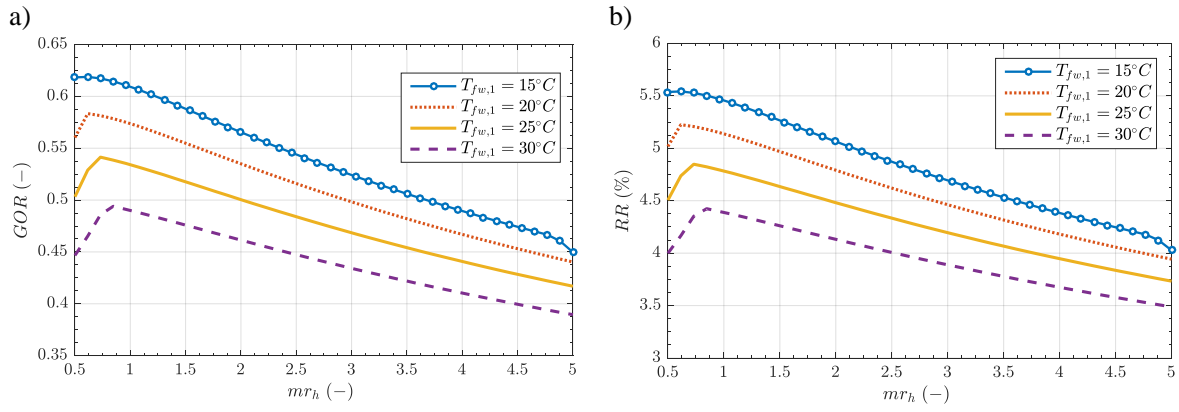 a)
0.65
0.6
0.55
0.5
0.45
0.4
0.35
GOR (−)
0.5 1 1.5 2 2.5 3 3.5 4 4.5 5
mr_h (−)
T_{fw,1} = 15°C
T_{fw,1} = 20°C
T_{fw,1} = 25°C
T_{fw,1} = 30°C
b)
6
5.5
5
4.5
4
3.5
3
RR (%)
0.5 1 1.5 2 2.5 3 3.5 4 4.5 5
mr_h (−)
T_{fw,1} = 15°C
T_{fw,1} = 20°C
T_{fw,1} = 25°C
T_{fw,1} = 30°C